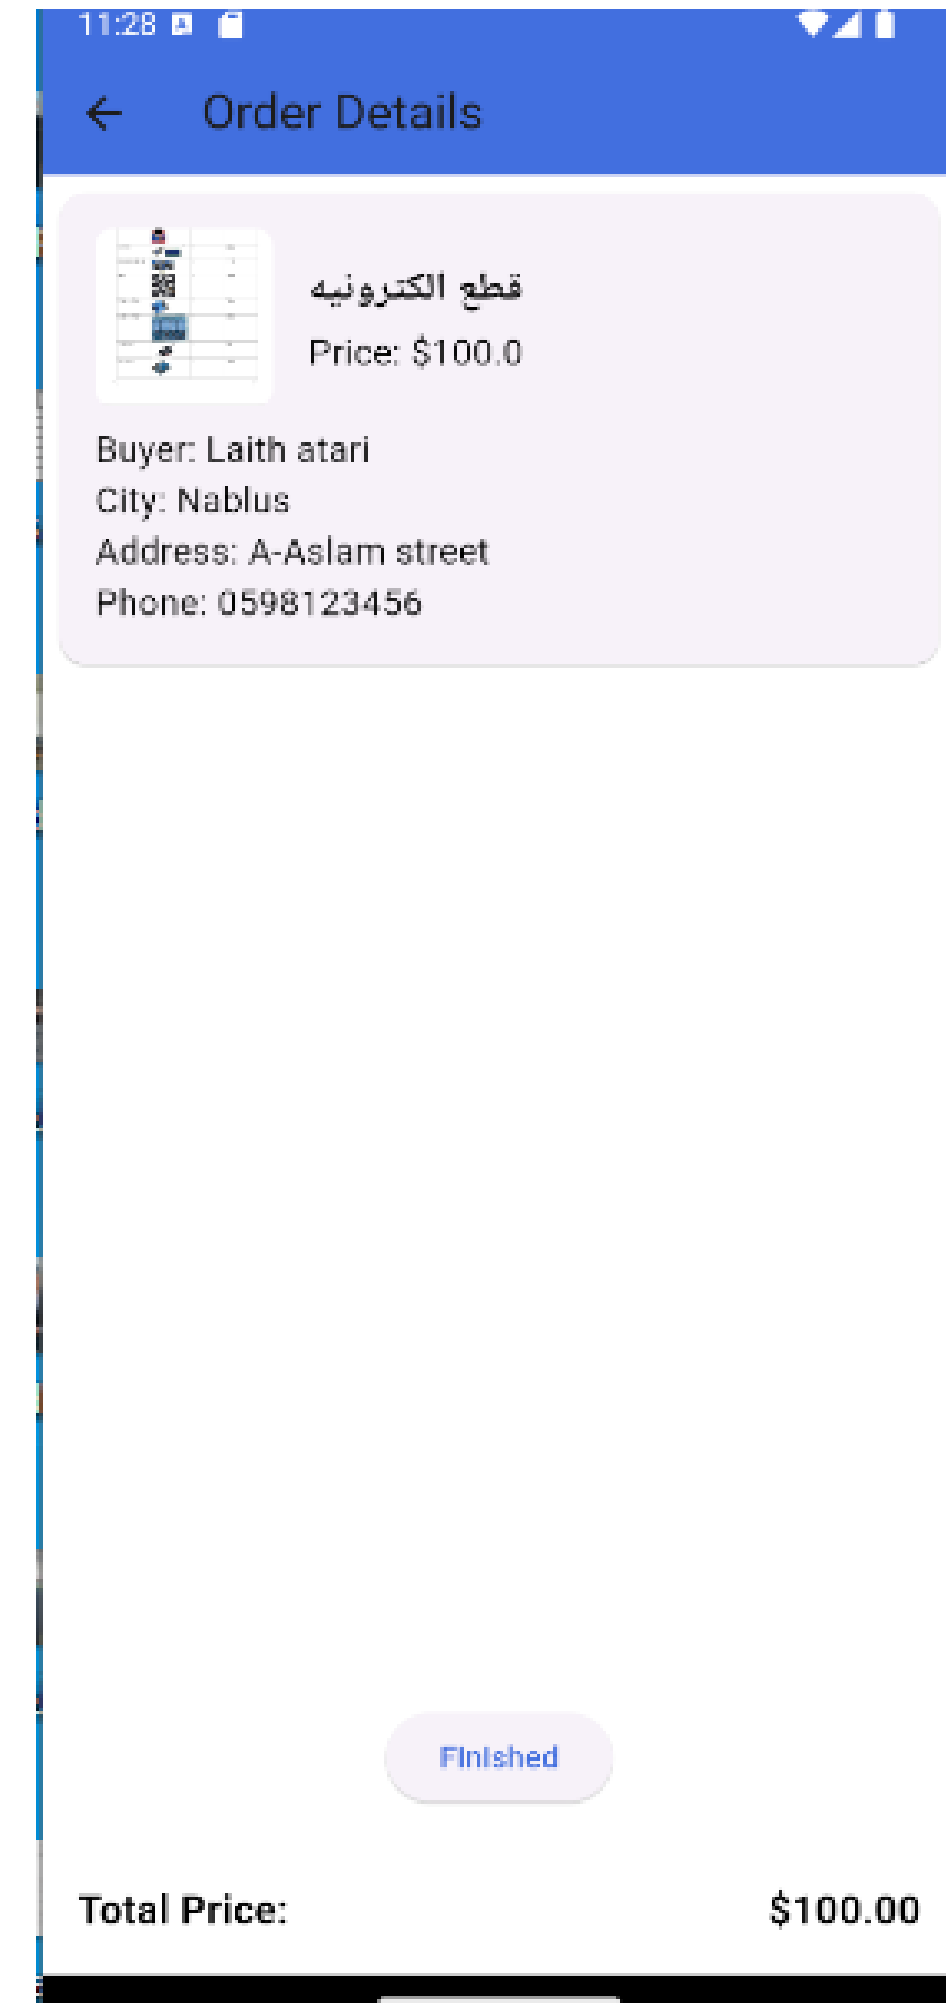 11:28
Order Details
قطع الكترونيه
Price: $100.0
Buyer: Laith atari
City: Nablus
Address: A-Aslam street
Phone: 0598123456
Finished
Total Price: $100.00